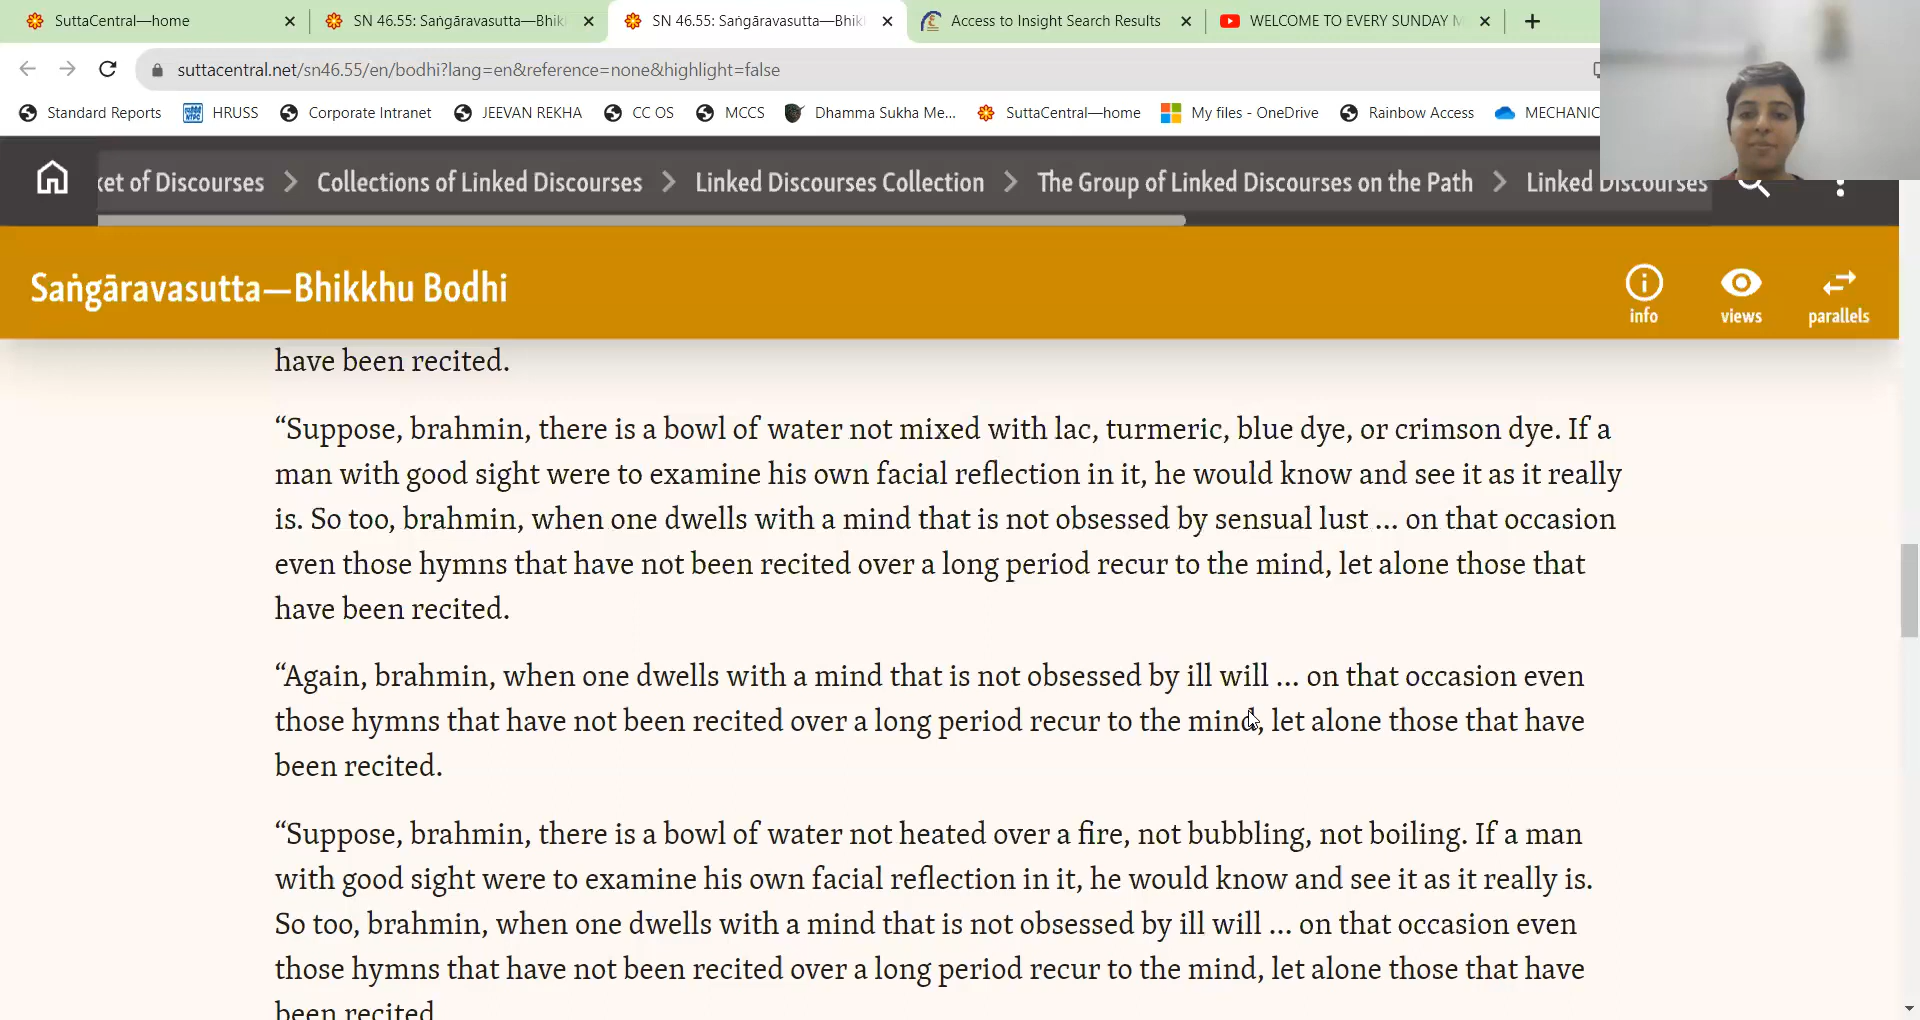 SuttaCentral—home
SN 46.55: Saṅgāravasutta—Bhik
SN 46.55: Saṅgāravasutta—Bhik
Access to Insight Search Results
WELCOME TO EVERY SUNDAY M
suttacentral.net/sn46.55/en/bodhi?lang=en&reference=none&highlight=false
Standard Reports
HRUSS
Corporate Intranet
JEEVAN REKHA
CC OS
MCCS
Dhamma Sukha Me...
SuttaCentral—home
My files - OneDrive
Rainbow Access
MECHANIC
ket of Discourses
Collections of Linked Discourses
Linked Discourses Collection
The Group of Linked Discourses on the Path
Linked Discourses
Saṅgāravasutta—Bhikkhu Bodhi
info
views
parallels
have been recited.
“Suppose, brahmin, there is a bowl of water not mixed with lac, turmeric, blue dye, or crimson dye. If a
man with good sight were to examine his own facial reflection in it, he would know and see it as it really
is. So too, brahmin, when one dwells with a mind that is not obsessed by sensual lust … on that occasion
even those hymns that have not been recited over a long period recur to the mind, let alone those that
have been recited.
“Again, brahmin, when one dwells with a mind that is not obsessed by ill will … on that occasion even
those hymns that have not been recited over a long period recur to the mind, let alone those that have
been recited.
“Suppose, brahmin, there is a bowl of water not heated over a fire, not bubbling, not boiling. If a man
with good sight were to examine his own facial reflection in it, he would know and see it as it really is.
So too, brahmin, when one dwells with a mind that is not obsessed by ill will … on that occasion even
those hymns that have not been recited over a long period recur to the mind, let alone those that have
been recited